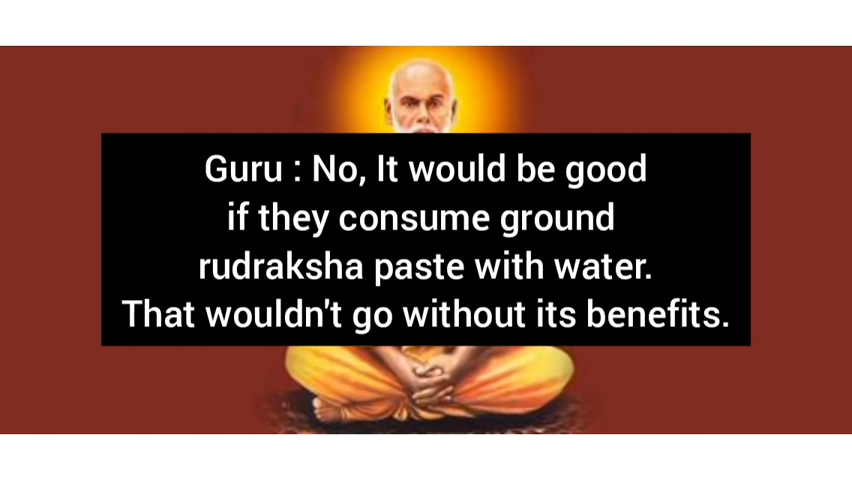 Guru : No, It would be good
if they consume ground
rudraksha paste with water.
That wouldn't go without its benefits.